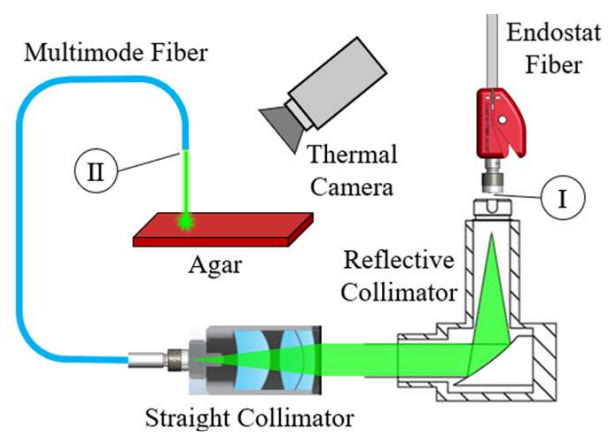 Multimode Fiber
Endostat
Fiber
II
Thermal
Camera
I
Agar
Reflective
Collimator
Straight Collimator